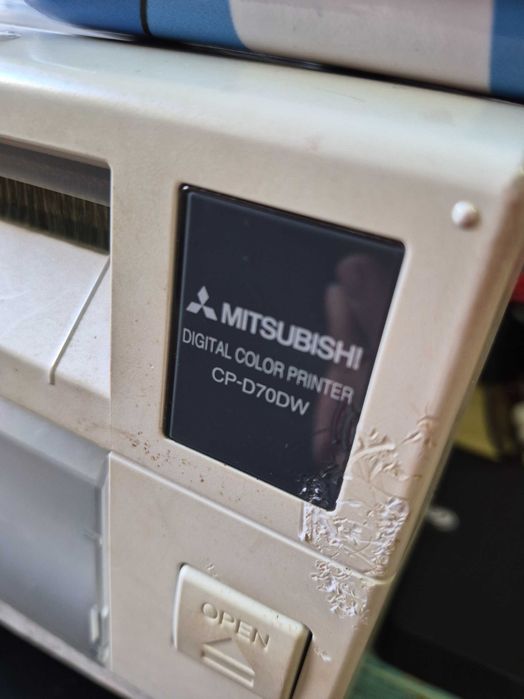 MITSUBISHI
DIGITAL COLOR PRINTER
CP-D70DW
OPEN